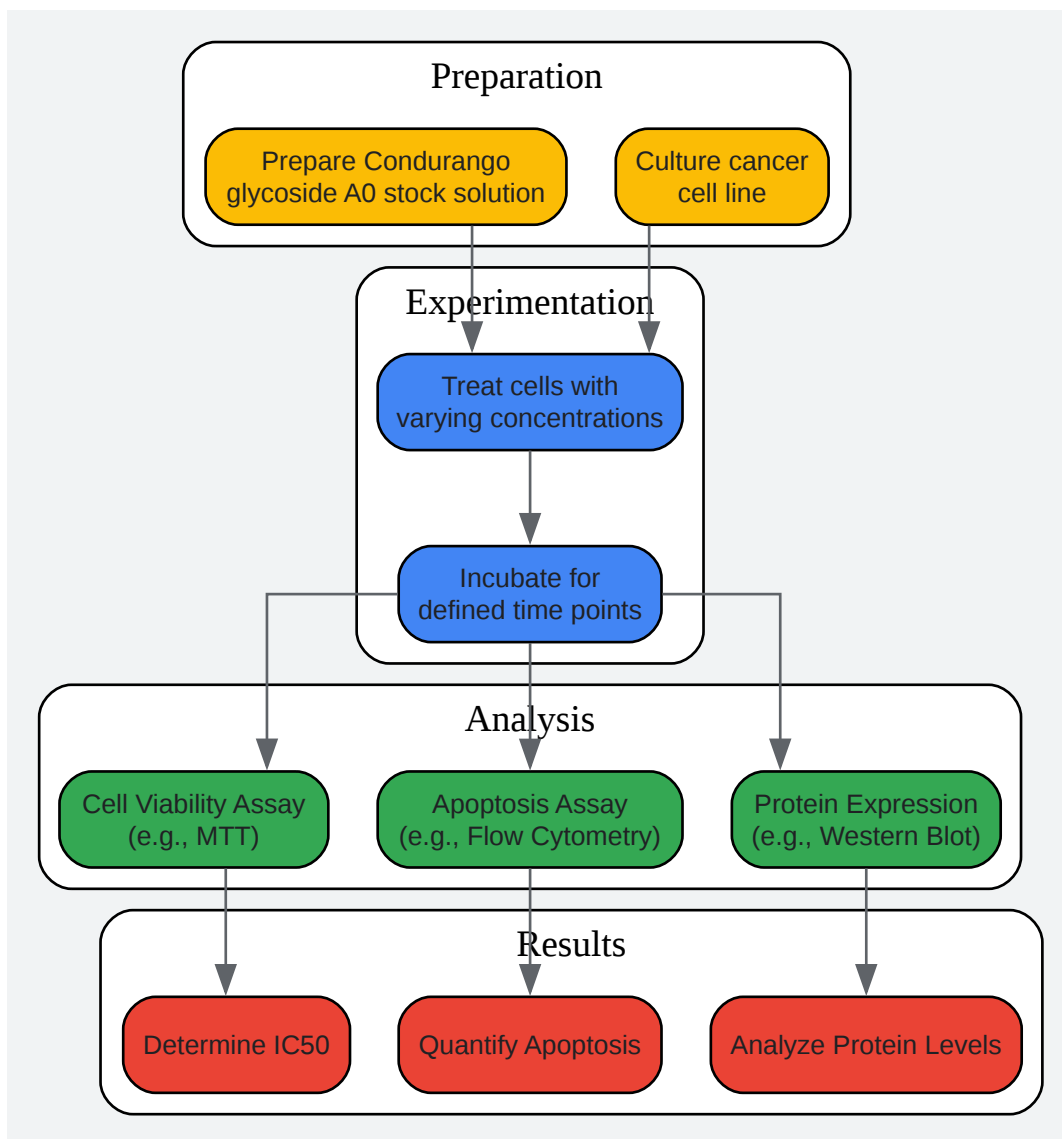 Preparation
Prepare Condurango
glycoside A0 stock solution
Culture cancer
cell line
Experimentation
Treat cells with
varying concentrations
Incubate for
defined time points
Analysis
Cell Viability Assay
(e.g., MTT)
Apoptosis Assay
(e.g., Flow Cytometry)
Protein Expression
(e.g., Western Blot)
Results
Determine IC50
Quantify Apoptosis
Analyze Protein Levels